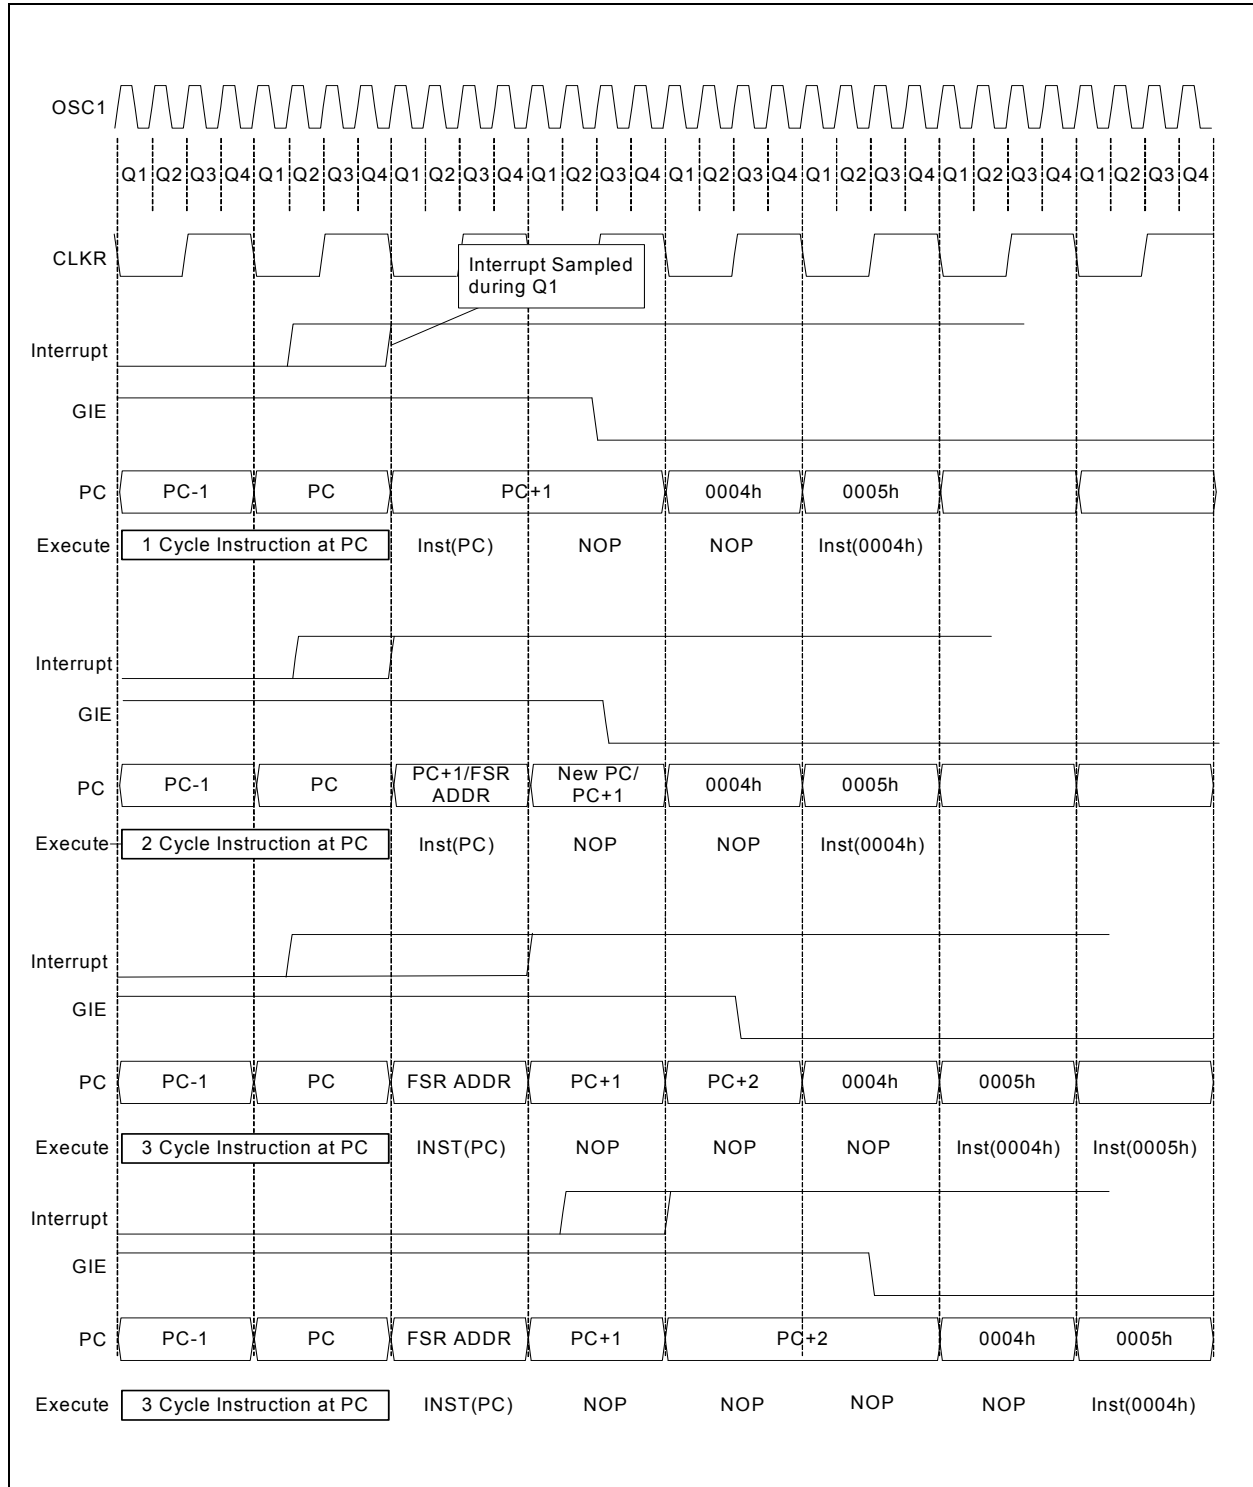 OSC1
Q1 Q2 Q3 Q4 Q1 Q2 Q3 Q4 Q1 Q2 Q3 Q4 Q1 Q2 Q3 Q4 Q1 Q2 Q3 Q4 Q1 Q2 Q3 Q4 Q1 Q2 Q3 Q4 Q1 Q2 Q3 Q4
CLKR
Interrupt Sampled
during Q1
Interrupt
GIE
PC PC-1 PC PC+1 0004h 0005h
Execute 1 Cycle Instruction at PC Inst(PC) NOP NOP Inst(0004h)
Interrupt
GIE
PC PC-1 PC PC+1/FSR ADDR New PC/ PC+1 0004h 0005h
Execute 2 Cycle Instruction at PC Inst(PC) NOP NOP Inst(0004h)
Interrupt
GIE
PC PC-1 PC FSR ADDR PC+1 PC+2 0004h 0005h
Execute 3 Cycle Instruction at PC INST(PC) NOP NOP NOP Inst(0004h) Inst(0005h)
Interrupt
GIE
PC PC-1 PC FSR ADDR PC+1 PC+2 0004h 0005h
Execute 3 Cycle Instruction at PC INST(PC) NOP NOP NOP NOP Inst(0004h)